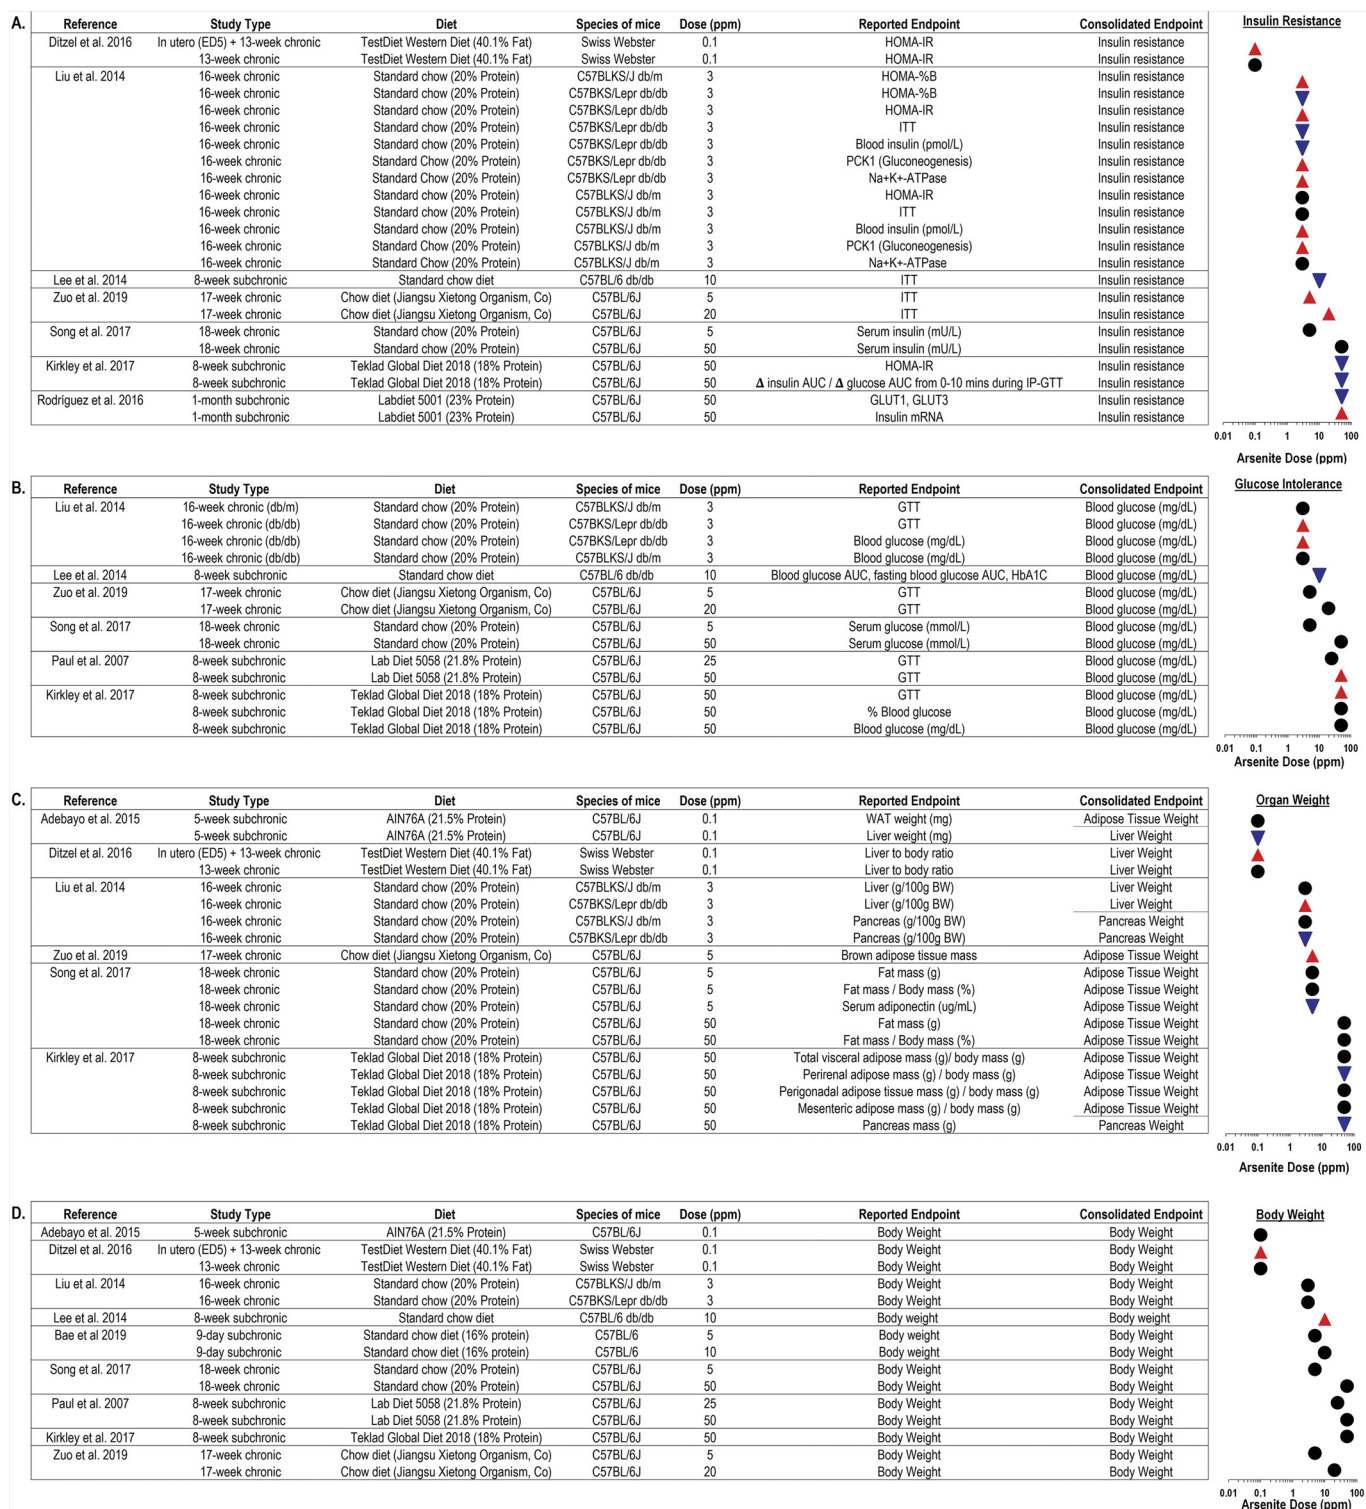 A. Reference Study Type Diet Species of mice Dose (ppm) Reported Endpoint Consolidated Endpoint Insulin Resistance
Ditzel et al. 2016 In utero (ED5) + 13-week chronic TestDiet Western Diet (40.1% Fat) Swiss Webster 0.1 HOMA-IR Insulin resistance
13-week chronic TestDiet Western Diet (40.1% Fat) Swiss Webster 0.1 HOMA-IR Insulin resistance
Liu et al. 2014 16-week chronic Standard chow (20% Protein) C57BLKS/J db/m 3 HOMA-%B Insulin resistance
16-week chronic Standard chow (20% Protein) C57BKS/Lepr db/db 3 HOMA-%B Insulin resistance
16-week chronic Standard chow (20% Protein) C57BKS/Lepr db/db 3 HOMA-IR Insulin resistance
16-week chronic Standard chow (20% Protein) C57BKS/Lepr db/db 3 ITT Insulin resistance
16-week chronic Standard chow (20% Protein) C57BKS/Lepr db/db 3 Blood insulin (pmol/L) Insulin resistance
16-week chronic Standard Chow (20% Protein) C57BKS/Lepr db/db 3 PCK1 (Gluconeogenesis) Insulin resistance
16-week chronic Standard Chow (20% Protein) C57BKS/Lepr db/db 3 Na+K+-ATPase Insulin resistance
16-week chronic Standard chow (20% Protein) C57BLKS/J db/m 3 HOMA-IR Insulin resistance
16-week chronic Standard chow (20% Protein) C57BLKS/J db/m 3 ITT Insulin resistance
16-week chronic Standard chow (20% Protein) C57BLKS/J db/m 3 Blood insulin (pmol/L) Insulin resistance
16-week chronic Standard Chow (20% Protein) C57BLKS/J db/m 3 PCK1 (Gluconeogenesis) Insulin resistance
16-week chronic Standard Chow (20% Protein) C57BLKS/J db/m 3 Na+K+-ATPase Insulin resistance
Lee et al. 2014 8-week subchronic Standard chow diet C57BL/6 db/db 10 ITT Insulin resistance
Zuo et al. 2019 17-week chronic Chow diet (Jiangsu Xietong Organism, Co) C57BL/6J 5 ITT Insulin resistance
17-week chronic Chow diet (Jiangsu Xietong Organism, Co) C57BL/6J 20 ITT Insulin resistance
Song et al. 2017 18-week chronic Standard chow (20% Protein) C57BL/6J 5 Serum insulin (mU/L) Insulin resistance
18-week chronic Standard chow (20% Protein) C57BL/6J 50 Serum insulin (mU/L) Insulin resistance
Kirkley et al. 2017 8-week subchronic Teklad Global Diet 2018 (18% Protein) C57BL/6J 50 HOMA-IR Insulin resistance
8-week subchronic Teklad Global Diet 2018 (18% Protein) C57BL/6J 50 Δ insulin AUC / Δ glucose AUC from 0-10 mins during IP-GTT Insulin resistance
Rodriguez et al. 2016 1-month subchronic Labdiet 5001 (23% Protein) C57BL/6J 50 GLUT1, GLUT3 Insulin resistance
1-month subchronic Labdiet 5001 (23% Protein) C57BL/6J 50 Insulin mRNA Insulin resistance
0.01 0.1 1 10 100
Arsenite Dose (ppm)
B. Reference Study Type Diet Species of mice Dose (ppm) Reported Endpoint Consolidated Endpoint Glucose Intolerance
Liu et al. 2014 16-week chronic (db/m) Standard chow (20% Protein) C57BLKS/J db/m 3 GTT Blood glucose (mg/dL)
16-week chronic (db/db) Standard chow (20% Protein) C57BKS/Lepr db/db 3 GTT Blood glucose (mg/dL)
16-week chronic (db/db) Standard chow (20% Protein) C57BKS/Lepr db/db 3 Blood glucose (mg/dL) Blood glucose (mg/dL)
16-week chronic (db/db) Standard chow (20% Protein) C57BLKS/J db/m 3 Blood glucose (mg/dL) Blood glucose (mg/dL)
Lee et al. 2014 8-week subchronic Standard chow diet C57BL/6 db/db 10 Blood glucose AUC, fasting blood glucose AUC, HbA1C Blood glucose (mg/dL)
Zuo et al. 2019 17-week chronic Chow diet (Jiangsu Xietong Organism, Co) C57BL/6J 5 GTT Blood glucose (mg/dL)
17-week chronic Chow diet (Jiangsu Xietong Organism, Co) C57BL/6J 20 GTT Blood glucose (mg/dL)
Song et al. 2017 18-week chronic Standard chow (20% Protein) C57BL/6J 5 Serum glucose (mmol/L) Blood glucose (mg/dL)
18-week chronic Standard chow (20% Protein) C57BL/6J 50 Serum glucose (mmol/L) Blood glucose (mg/dL)
Paul et al. 2007 8-week subchronic Lab Diet 5058 (21.8% Protein) C57BL/6J 25 GTT Blood glucose (mg/dL)
8-week subchronic Lab Diet 5058 (21.8% Protein) C57BL/6J 50 GTT Blood glucose (mg/dL)
Kirkley et al. 2017 8-week subchronic Teklad Global Diet 2018 (18% Protein) C57BL/6J 50 GTT Blood glucose (mg/dL)
8-week subchronic Teklad Global Diet 2018 (18% Protein) C57BL/6J 50 % Blood glucose Blood glucose (mg/dL)
8-week subchronic Teklad Global Diet 2018 (18% Protein) C57BL/6J 50 Blood glucose (mg/dL) Blood glucose (mg/dL)
0.01 0.1 1 10 100
Arsenite Dose (ppm)
C. Reference Study Type Diet Species of mice Dose (ppm) Reported Endpoint Consolidated Endpoint Organ Weight
Adebayo et al. 2015 5-week subchronic AIN76A (21.5% Protein) C57BL/6J 0.1 WAT weight (mg) Adipose Tissue Weight
5-week subchronic AIN76A (21.5% Protein) C57BL/6J 0.1 Liver weight (mg) Liver Weight
Ditzel et al. 2016 In utero (ED5) + 13-week chronic TestDiet Western Diet (40.1% Fat) Swiss Webster 0.1 Liver to body ratio Liver Weight
13-week chronic TestDiet Western Diet (40.1% Fat) Swiss Webster 0.1 Liver to body ratio Liver Weight
Liu et al. 2014 16-week chronic Standard chow (20% Protein) C57BLKS/J db/m 3 Liver (g/100g BW) Liver Weight
16-week chronic Standard chow (20% Protein) C57BKS/Lepr db/db 3 Liver (g/100g BW) Liver Weight
16-week chronic Standard chow (20% Protein) C57BLKS/J db/m 3 Pancreas (g/100g BW) Pancreas Weight
16-week chronic Standard chow (20% Protein) C57BKS/Lepr db/db 3 Pancreas (g/100g BW) Pancreas Weight
Zuo et al. 2019 17-week chronic Chow diet (Jiangsu Xietong Organism, Co) C57BL/6J 5 Brown adipose tissue mass Adipose Tissue Weight
Song et al. 2017 18-week chronic Standard chow (20% Protein) C57BL/6J 5 Fat mass (g) Adipose Tissue Weight
18-week chronic Standard chow (20% Protein) C57BL/6J 5 Fat mass / Body mass (%) Adipose Tissue Weight
18-week chronic Standard chow (20% Protein) C57BL/6J 5 Serum adiponectin (ug/mL) Adipose Tissue Weight
18-week chronic Standard chow (20% Protein) C57BL/6J 50 Fat mass (g) Adipose Tissue Weight
18-week chronic Standard chow (20% Protein) C57BL/6J 50 Fat mass / Body mass (%) Adipose Tissue Weight
Kirkley et al. 2017 8-week subchronic Teklad Global Diet 2018 (18% Protein) C57BL/6J 50 Total visceral adipose mass (g)/ body mass (g) Adipose Tissue Weight
8-week subchronic Teklad Global Diet 2018 (18% Protein) C57BL/6J 50 Perirenal adipose mass (g) / body mass (g) Adipose Tissue Weight
8-week subchronic Teklad Global Diet 2018 (18% Protein) C57BL/6J 50 Perigonadal adipose tissue mass (g) / body mass (g) Adipose Tissue Weight
8-week subchronic Teklad Global Diet 2018 (18% Protein) C57BL/6J 50 Mesenteric adipose mass (g) / body mass (g) Adipose Tissue Weight
8-week subchronic Teklad Global Diet 2018 (18% Protein) C57BL/6J 50 Pancreas mass (g) Pancreas Weight
0.01 0.1 1 10 100
Arsenite Dose (ppm)
D. Reference Study Type Diet Species of mice Dose (ppm) Reported Endpoint Consolidated Endpoint Body Weight
Adebayo et al. 2015 5-week subchronic AIN76A (21.5% Protein) C57BL/6J 0.1 Body Weight Body Weight
Ditzel et al. 2016 In utero (ED5) + 13-week chronic TestDiet Western Diet (40.1% Fat) Swiss Webster 0.1 Body Weight Body Weight
13-week chronic TestDiet Western Diet (40.1% Fat) Swiss Webster 0.1 Body Weight Body Weight
Liu et al. 2014 16-week chronic Standard chow (20% Protein) C57BLKS/J db/m 3 Body Weight Body Weight
16-week chronic Standard chow (20% Protein) C57BKS/Lepr db/db 3 Body Weight Body Weight
Lee et al. 2014 8-week subchronic Standard chow diet C57BL/6 db/db 10 Body weight Body Weight
Bae et al 2019 9-day subchronic Standard chow diet (16% protein) C57BL/6 5 Body weight Body Weight
9-day subchronic Standard chow diet (16% protein) C57BL/6 10 Body weight Body Weight
Song et al. 2017 18-week chronic Standard chow (20% Protein) C57BL/6J 5 Body Weight Body Weight
18-week chronic Standard chow (20% Protein) C57BL/6J 50 Body Weight Body Weight
Paul et al. 2007 8-week subchronic Lab Diet 5058 (21.8% Protein) C57BL/6J 25 Body Weight Body Weight
8-week subchronic Lab Diet 5058 (21.8% Protein) C57BL/6J 50 Body Weight Body Weight
Kirkley et al. 2017 8-week subchronic Teklad Global Diet 2018 (18% Protein) C57BL/6J 50 Body Weight Body Weight
Zuo et al. 2019 17-week chronic Chow diet (Jiangsu Xietong Organism, Co) C57BL/6J 5 Body Weight Body Weight
17-week chronic Chow diet (Jiangsu Xietong Organism, Co) C57BL/6J 20 Body Weight Body Weight
0.01 0.1 1 10 100
Arsenite Dose (ppm)